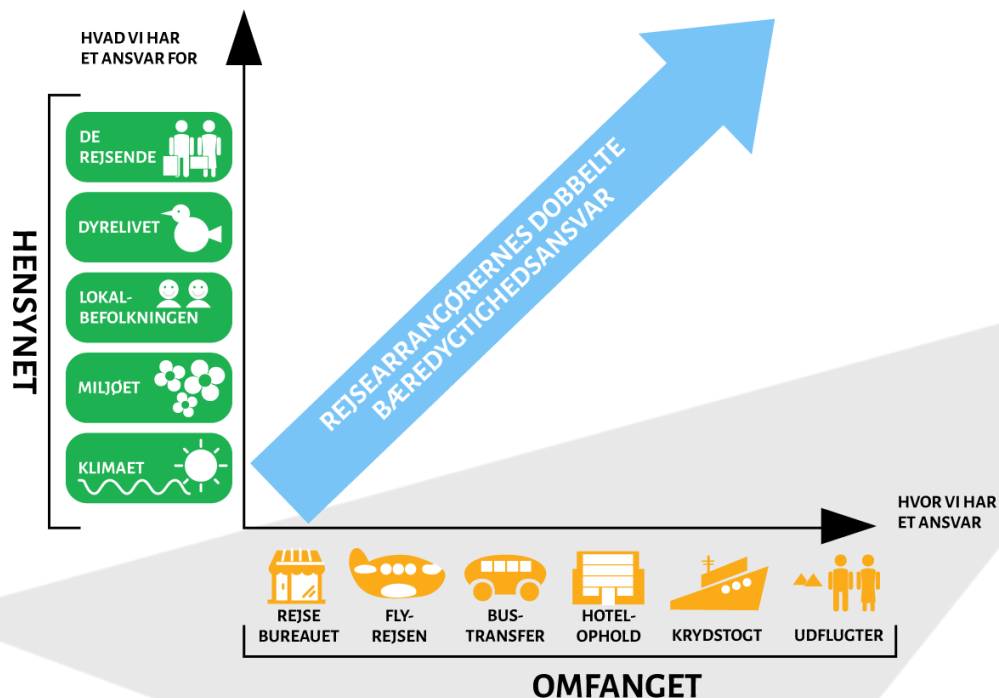 HVAD VI HAR
ET ANSVAR FOR
HENSYNET
DE
REJSENDE
DYRELIVET
LOKAL-
BEFOLKNINGEN
MILJØET
KLIMAET
REJSEARRANGØRERNES DOBBELTE
BÆREDYGTIGHEDSANSVAR
HVOR VI HAR
ET ANSVAR
REJSE
BUREAUET
FLY-
REJSEN
BUS-
TRANSFER
HOTEL-
OPHOLD
KRYDSTOGT
UDFLUGTER
OMFANGET